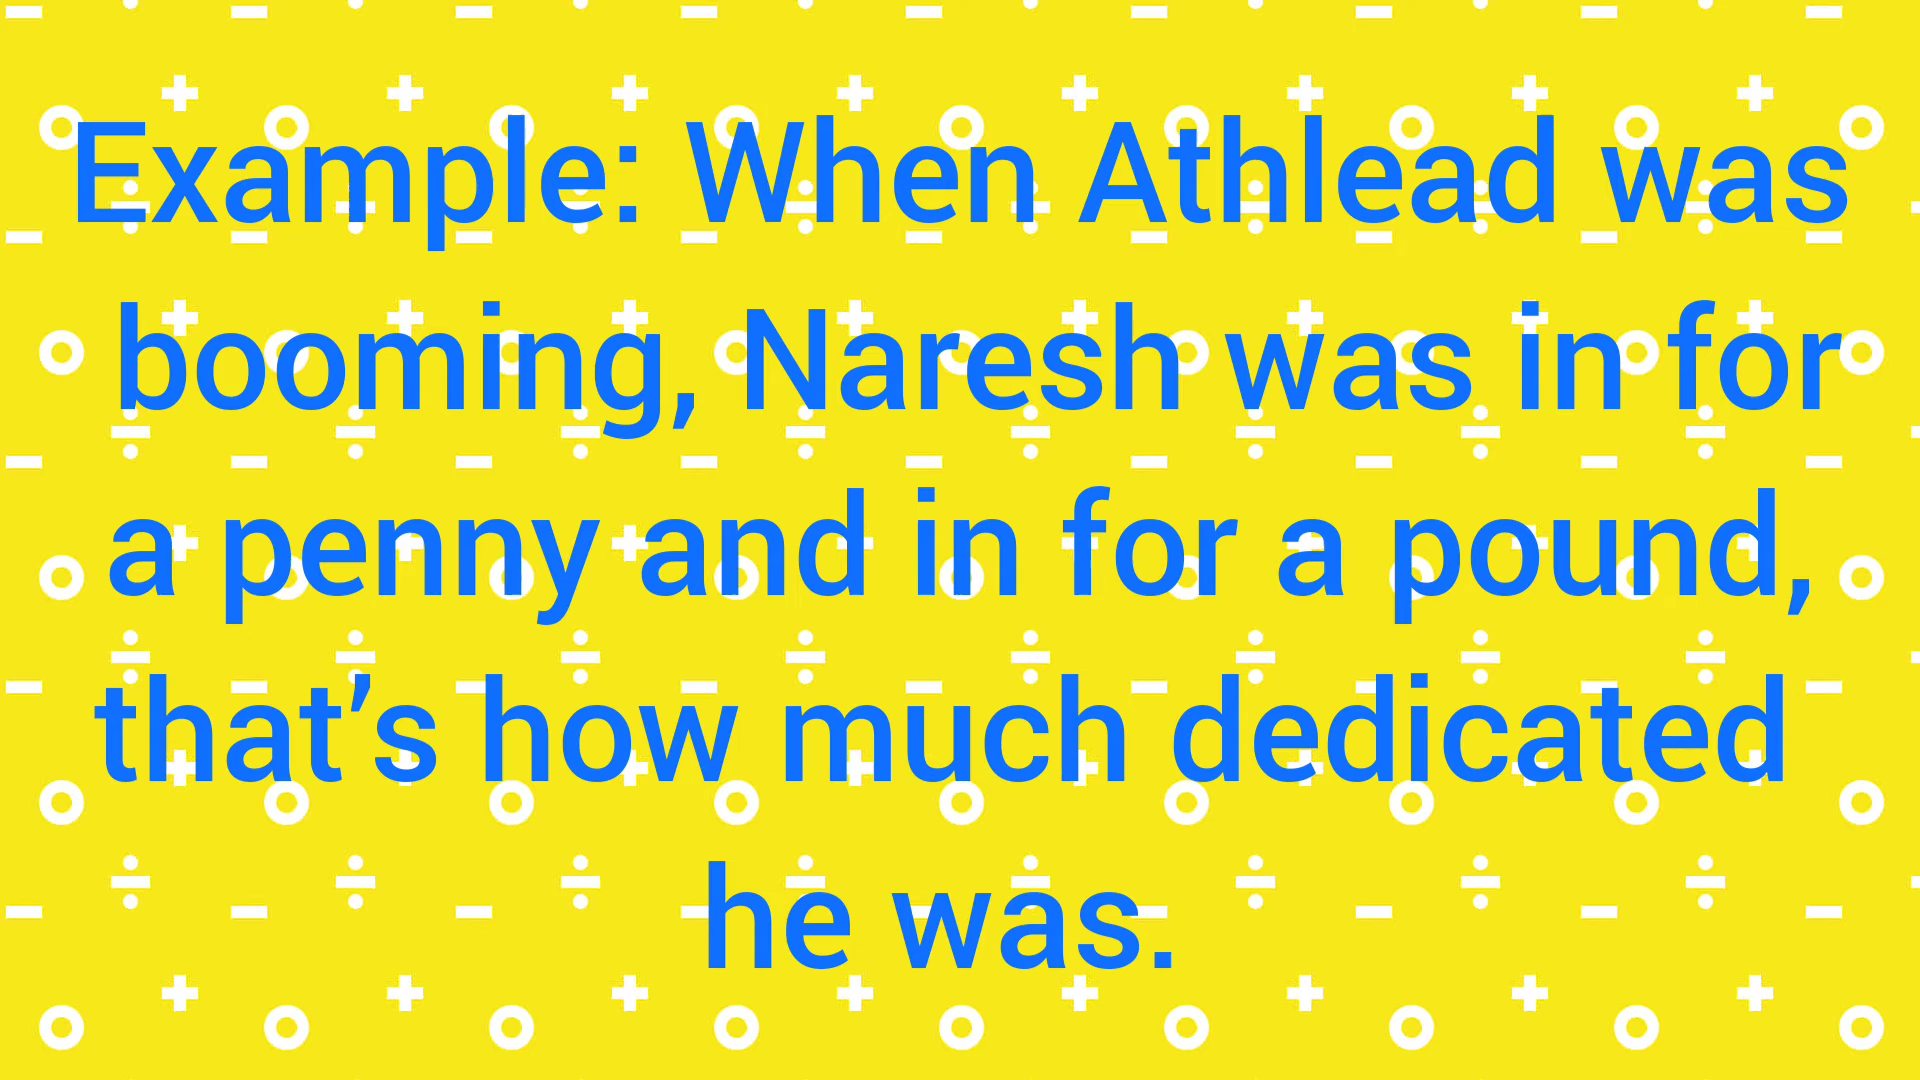 Example: When Athlead was
booming, Naresh was in for
a penny and in for a pound,
that’s how much dedicated
he was.